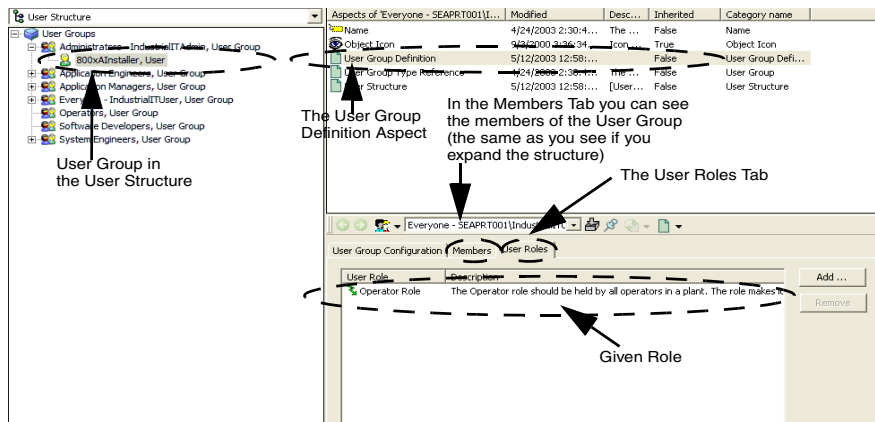 User Structure
User Groups
Administrators - IndustrialITAdmin, User Group
800xAInstaller, User
Application Engineers, User Group
Application Managers, User Group
Everyone - IndustrialITUser, User Group
Operators, User Group
Software Developers, User Group
System Engineers, User Group
User Group in
the User Structure
Aspects of 'Everyone - SEAPRT001\I... Modified Desc... Inherited Category name
Name 4/24/2003 2:30:4... The ... False Name
Object Icon 9/3/2000 3:36:34... Icon ... True Object Icon
User Group Definition 5/12/2003 12:58:... False User Group Defi...
User Group Type Reference 4/24/2003 2:30:4... The ... False User Group
User Structure 5/12/2003 12:58:... [User... False User Structure
The User Group
Definition Aspect
In the Members Tab you can see
the members of the User Group
(the same as you see if you
expand the structure)
The User Roles Tab
Everyone - SEAPRT001\Indust
User Group Configuration Members User Roles
User Role Description
Operator Role The Operator role should be held by all operators in a plant. The role makes it
Add ...
Remove
Given Role